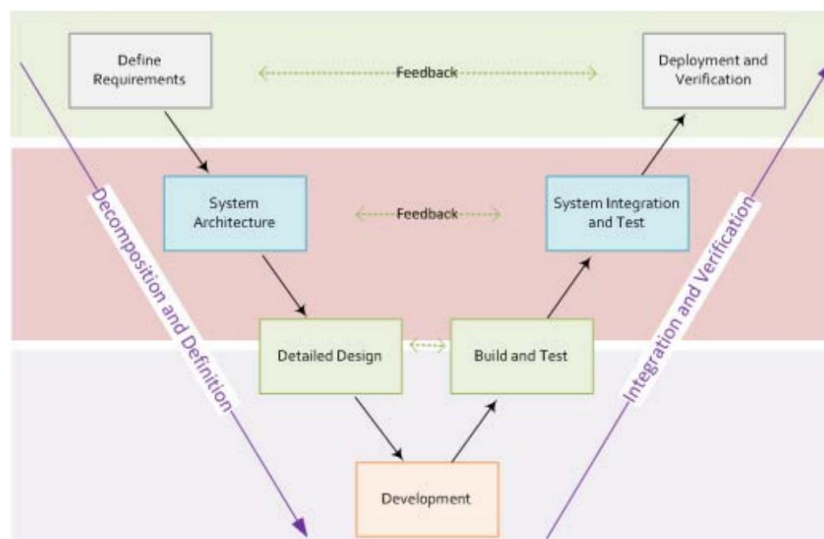 Define
Requirements
Feedback
Deployment and
Verification
System
Architecture
Feedback
System Integration
and Test
Decomposition and Definition
Integration and Verification
Detailed Design
Build and Test
Development